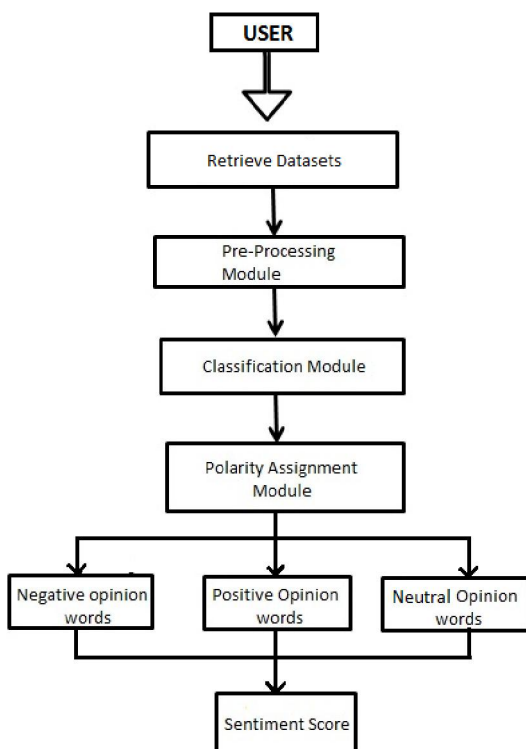 USER
Retrieve Datasets
Pre-Processing
Module
Classification Module
Polarity Assignment
Module
Negative opinion
words
Positive Opinion
words
Neutral Opinion
words
Sentiment Score